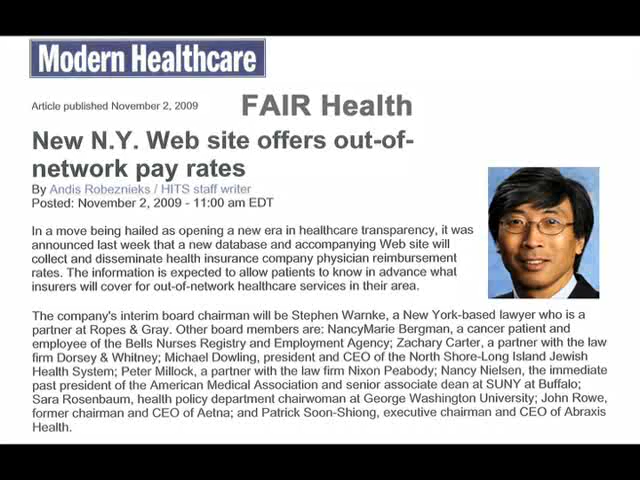 Modern Healthcare
Article published November 2, 2009
FAIR Health
New N.Y. Web site offers out-of-
network pay rates
By Andis Robeznieks / HITS staff writer
Posted: November 2, 2009 - 11:00 am EDT
In a move being hailed as opening a new era in healthcare transparency, it was
announced last week that a new database and accompanying Web site will
collect and disseminate health insurance company physician reimbursement
rates. The information is expected to allow patients to know in advance what
insurers will cover for out-of-network healthcare services in their area.
The company's interim board chairman will be Stephen Warnke, a New York-based lawyer who is a
partner at Ropes & Gray. Other board members are: NancyMarie Bergman, a cancer patient and
employee of the Bells Nurses Registry and Employment Agency; Zachary Carter, a partner with the law
firm Dorsey & Whitney; Michael Dowling, president and CEO of the North Shore-Long Island Jewish
Health System; Peter Millock, a partner with the law firm Nixon Peabody; Nancy Nielsen, the immediate
past president of the American Medical Association and senior associate dean at SUNY at Buffalo;
Sara Rosenbaum, health policy department chairwoman at George Washington University; John Rowe,
former chairman and CEO of Aetna; and Patrick Soon-Shiong, executive chairman and CEO of Abraxis
Health.